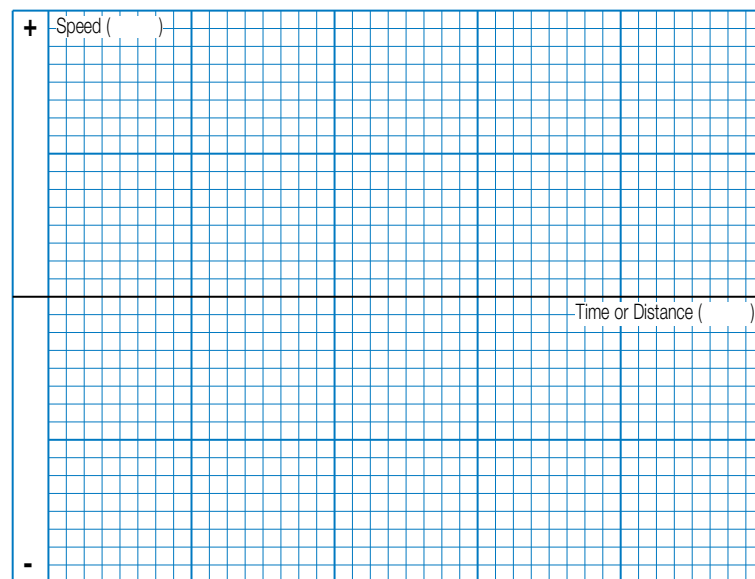 + Speed ( )
Time or Distance ( )
-